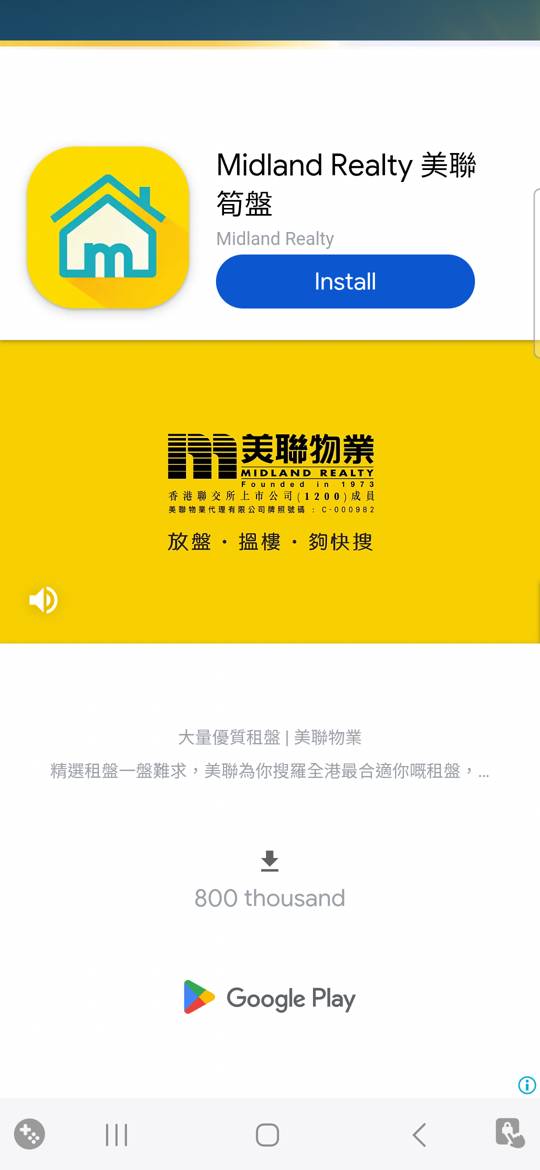 Midland Realty 美聯
筍盤
Midland Realty
Install
m
美聯物業
MIDLAND REALTY
Founded in 1973
香港聯交所上市公司(1200)成員
美聯物業代理有限公司牌照號碼 : C-000982
放盤·搵樓·夠快搜
大量優質租盤 | 美聯物業
精選租盤一盤難求，美聯為你搜羅全港最合適你嘅租盤，...
800 thousand
Google Play